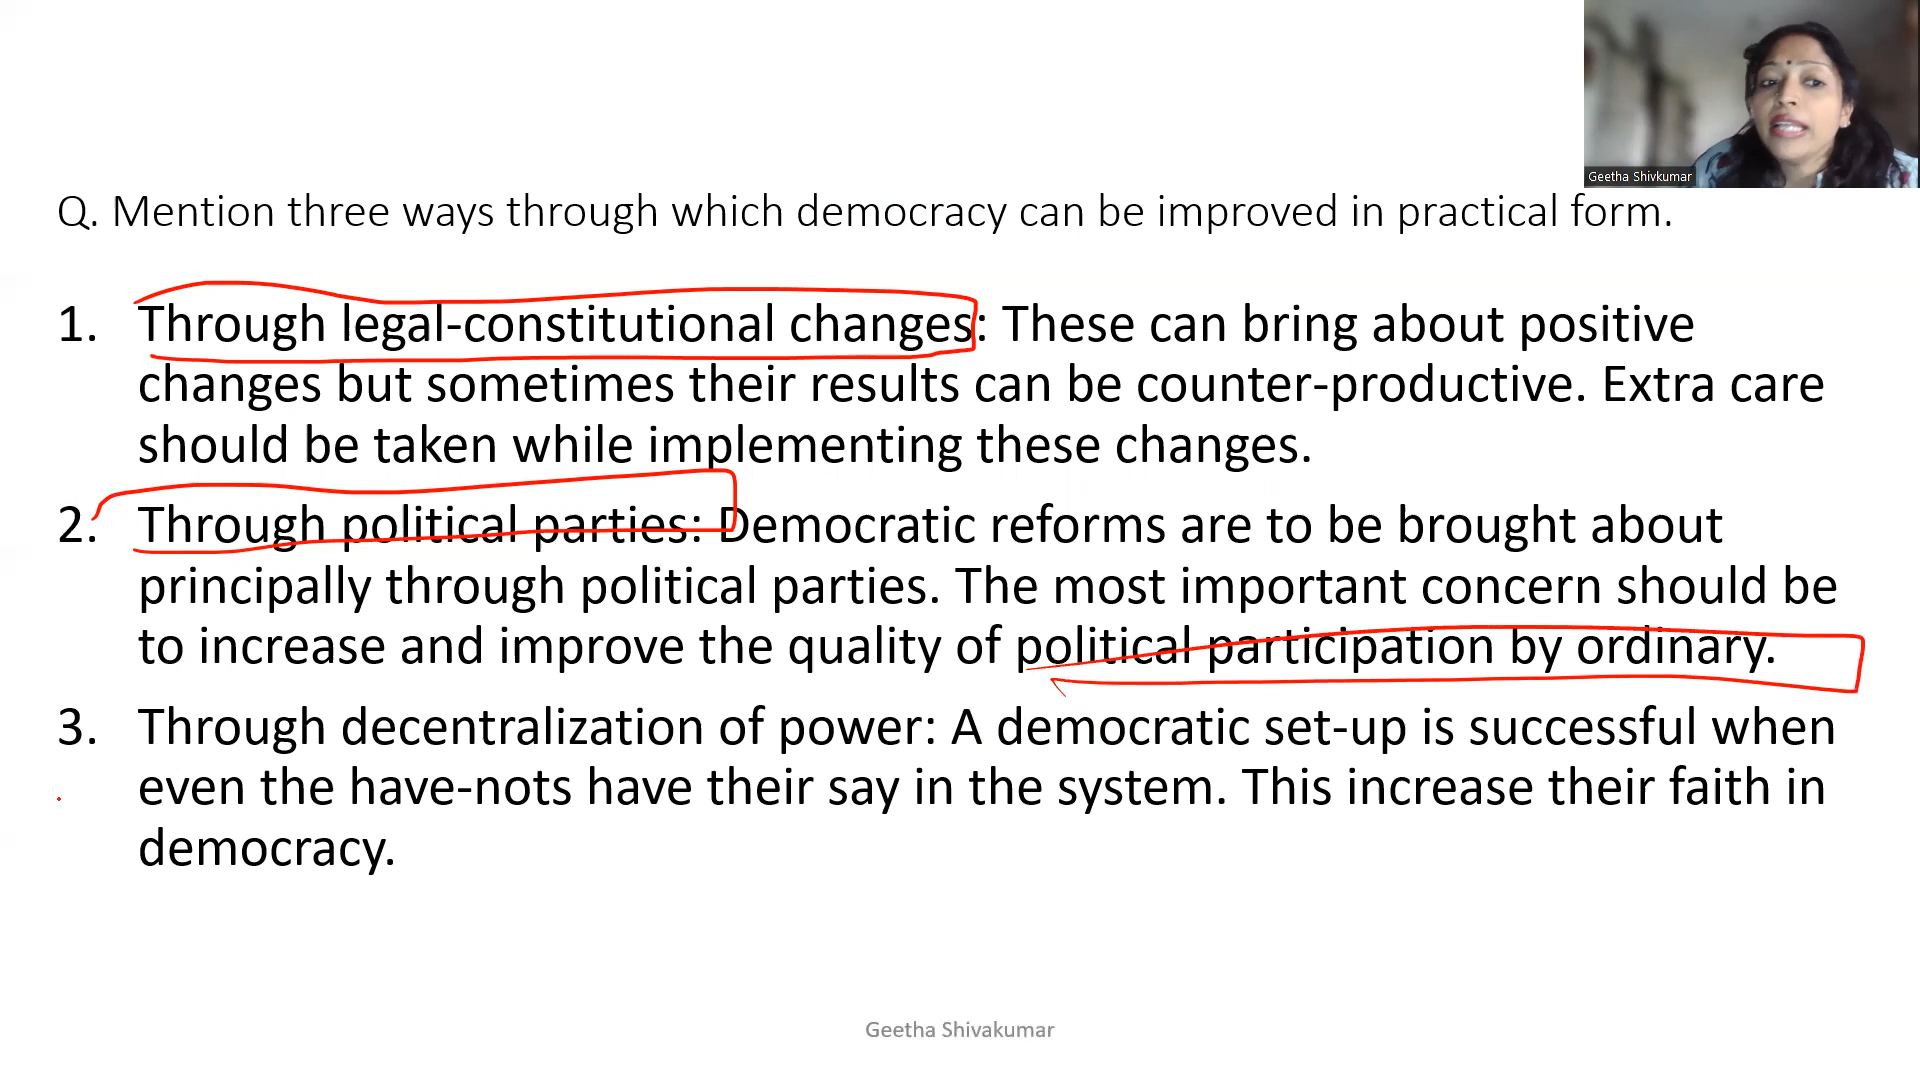 Geetha Shivkumar
Q. Mention three ways through which democracy can be improved in practical form.
1. Through legal-constitutional changes: These can bring about positive
changes but sometimes their results can be counter-productive. Extra care
should be taken while implementing these changes.
2. Through political parties: Democratic reforms are to be brought about
principally through political parties. The most important concern should be
to increase and improve the quality of political participation by ordinary.
3. Through decentralization of power: A democratic set-up is successful when
even the have-nots have their say in the system. This increase their faith in
democracy.
Geetha Shivakumar